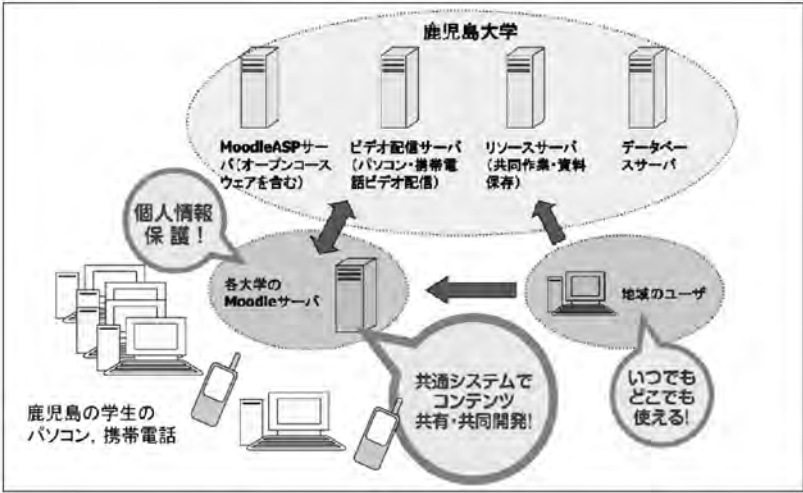 鹿児島大学
MoodleASPサー
バ(オープンコース
ウェアを含む)
ビデオ配信サーバ
(パソコン・携帯電
話ビデオ配信)
リソースサーバ
(共同作業・資料
保存)
データベー
スサーバ
個人情報
保護!
各大学の
Moodleサーバ
地域のユーザ
共通システムで
コンテンツ
共有・共同開発!
いつでも
どこでも
使える!
鹿児島の学生の
パソコン,携帯電話